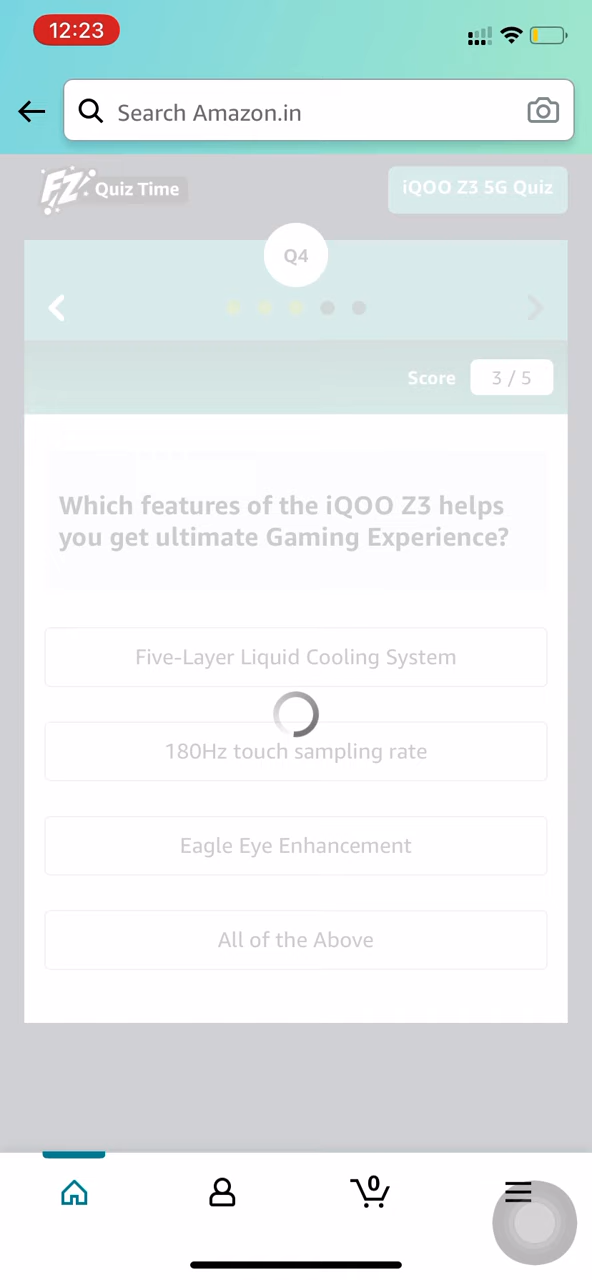 12:23
Search Amazon.in
FZ Quiz Time
iQOO Z3 5G Quiz
Q4
Score 3 / 5
Which features of the iQOO Z3 helps
you get ultimate Gaming Experience?
Five-Layer Liquid Cooling System
180Hz touch sampling rate
Eagle Eye Enhancement
All of the Above
0